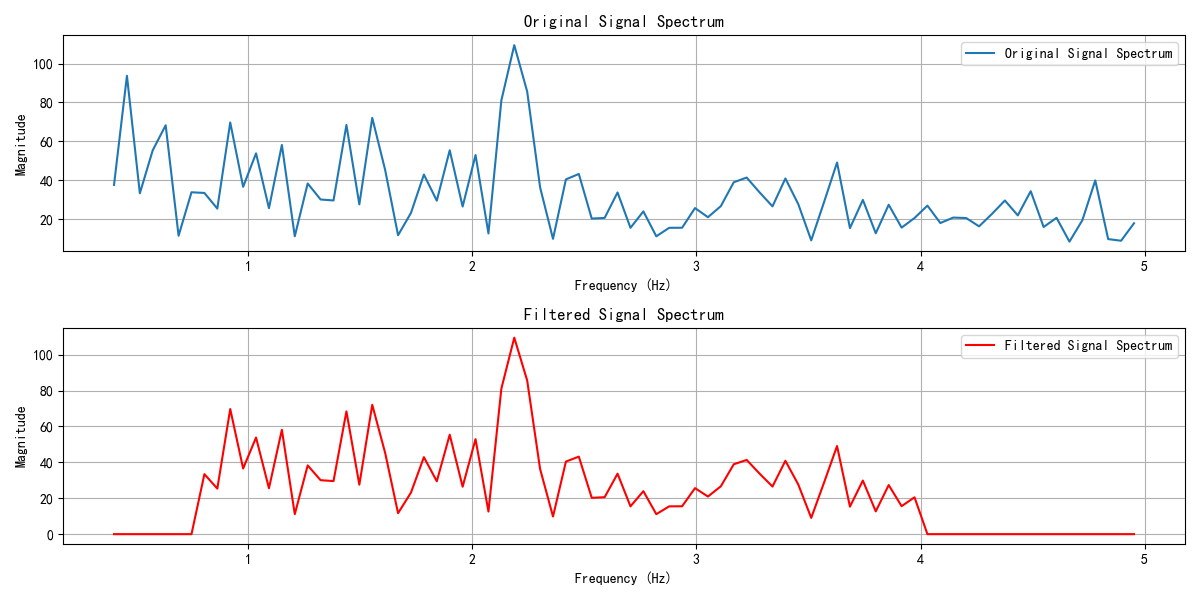 Original Signal Spectrum
Original Signal Spectrum
Magnitude
100
80
60
40
20
1 2 3 4 5
Frequency (Hz)
Filtered Signal Spectrum
Filtered Signal Spectrum
Magnitude
100
80
60
40
20
0
1 2 3 4 5
Frequency (Hz)